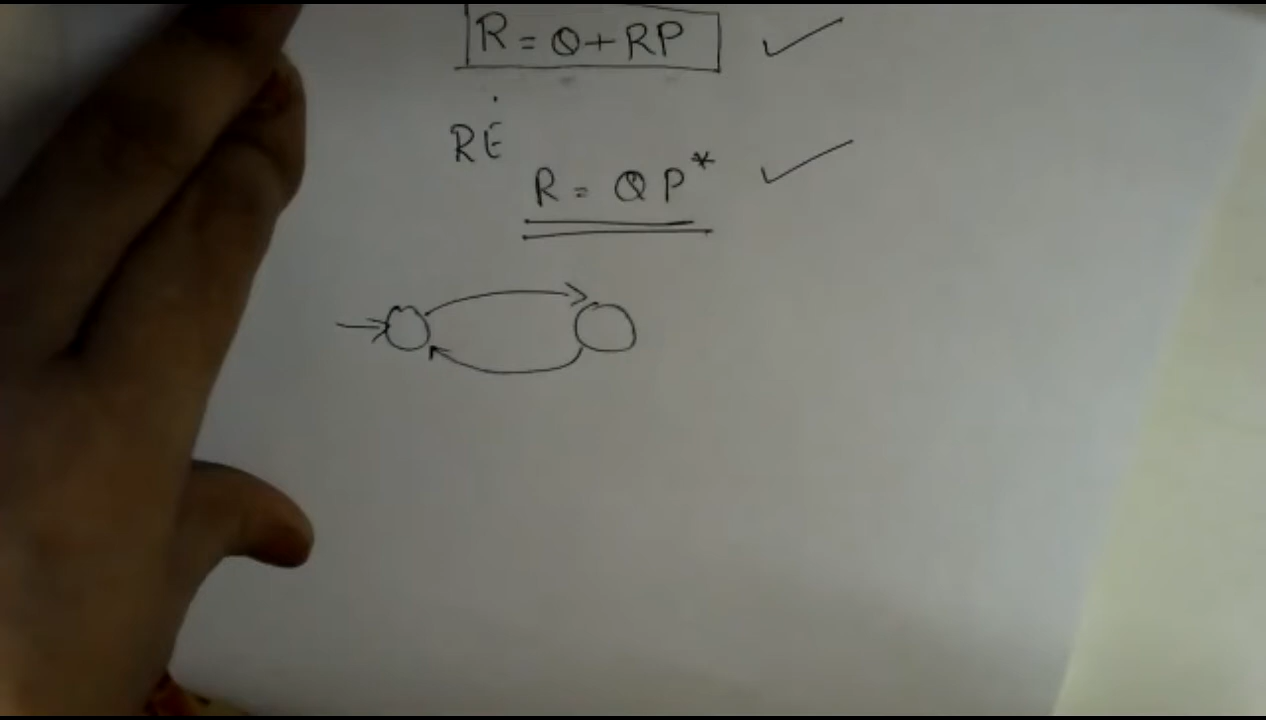 R = Q + RP
RE
R = QP*